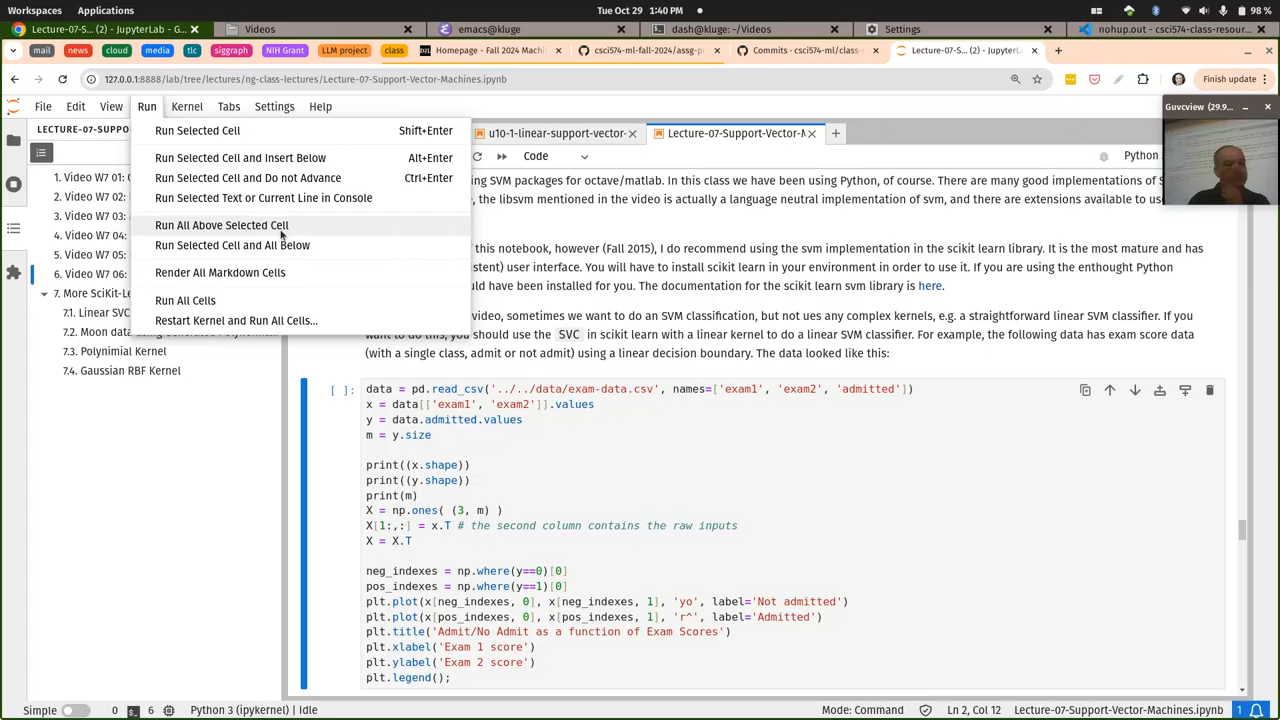 Workspaces Applications Tue Oct 29 1:40 PM 98 %
Lecture-07-S... (2) - JupyterLab - G... Videos emacs@kluge dash@kluge: ~/Videos Settings nohup.out - csci574-class-resour...
mail news cloud media tlc siggraph NIH Grant LLM project class Homepage - Fall 2024 Machin... csci574-ml-fall-2024/assg-p... Commits · csci574-ml/class-... Lecture-07-S... (2) - JupyterL...
127.0.0.1:8888/lab/tree/lectures/ng-class-lectures/Lecture-07-Support-Vector-Machines.ipynb Finish update
File Edit View Run Kernel Tabs Settings Help
Guvcview (29.9...
LECTURE-07-SUPPO
u10-1-linear-support-vector-
Lecture-07-Support-Vector-M
Code Python
Run Selected Cell Shift+Enter
Run Selected Cell and Insert Below Alt+Enter
Run Selected Cell and Do not Advance Ctrl+Enter
Run Selected Text or Current Line in Console
Run All Above Selected Cell
Run Selected Cell and All Below
Render All Markdown Cells
Run All Cells
Restart Kernel and Run All Cells...
1. Video W7 01:
2. Video W7 02:
3. Video W7 03:
4. Video W7 04:
5. Video W7 05:
6. Video W7 06:
7. More SciKit-Le
7.1. Linear SVC
7.2. Moon data
7.3. Polynimial Kernel
7.4. Gaussian RBF Kernel
ng SVM packages for octave/matlab. In this class we have been using Python, of course. There are many good implementations of S
, the libsvm mentioned in the video is actually a language neutral implementation of svm, and there are extensions available to us
f this notebook, however (Fall 2015), I do recommend using the svm implementation in the scikit learn library. It is the most mature and has
istent) user interface. You will have to install scikit learn in your environment in order to use it. If you are using the enthought Python
ould have been installed for you. The documentation for the scikit learn svm library is here.
video, sometimes we want to do an SVM classification, but not ues any complex kernels, e.g. a straightforward linear SVM classifier. If you
want to do this, you should use the SVC in scikit learn with a linear kernel to do a linear SVM classifier. For example, the following data has exam score data
(with a single class, admit or not admit) using a linear decision boundary. The data looked like this:
[ ]: data = pd.read_csv('../../data/exam-data.csv', names=['exam1', 'exam2', 'admitted'])
x = data[['exam1', 'exam2']].values
y = data.admitted.values
m = y.size
print((x.shape))
print((y.shape))
print(m)
X = np.ones( (3, m) )
X[1:,:] = x.T # the second column contains the raw inputs
X = X.T
neg_indexes = np.where(y==0)[0]
pos_indexes = np.where(y==1)[0]
plt.plot(x[neg_indexes, 0], x[neg_indexes, 1], 'yo', label='Not admitted')
plt.plot(x[pos_indexes, 0], x[pos_indexes, 1], 'r^', label='Admitted')
plt.title('Admit/No Admit as a function of Exam Scores')
plt.xlabel('Exam 1 score')
plt.ylabel('Exam 2 score')
plt.legend();
Simple 0 6 Python 3 (ipykernel) | Idle Mode: Command Ln 2, Col 12 Lecture-07-Support-Vector-Machines.ipynb 1